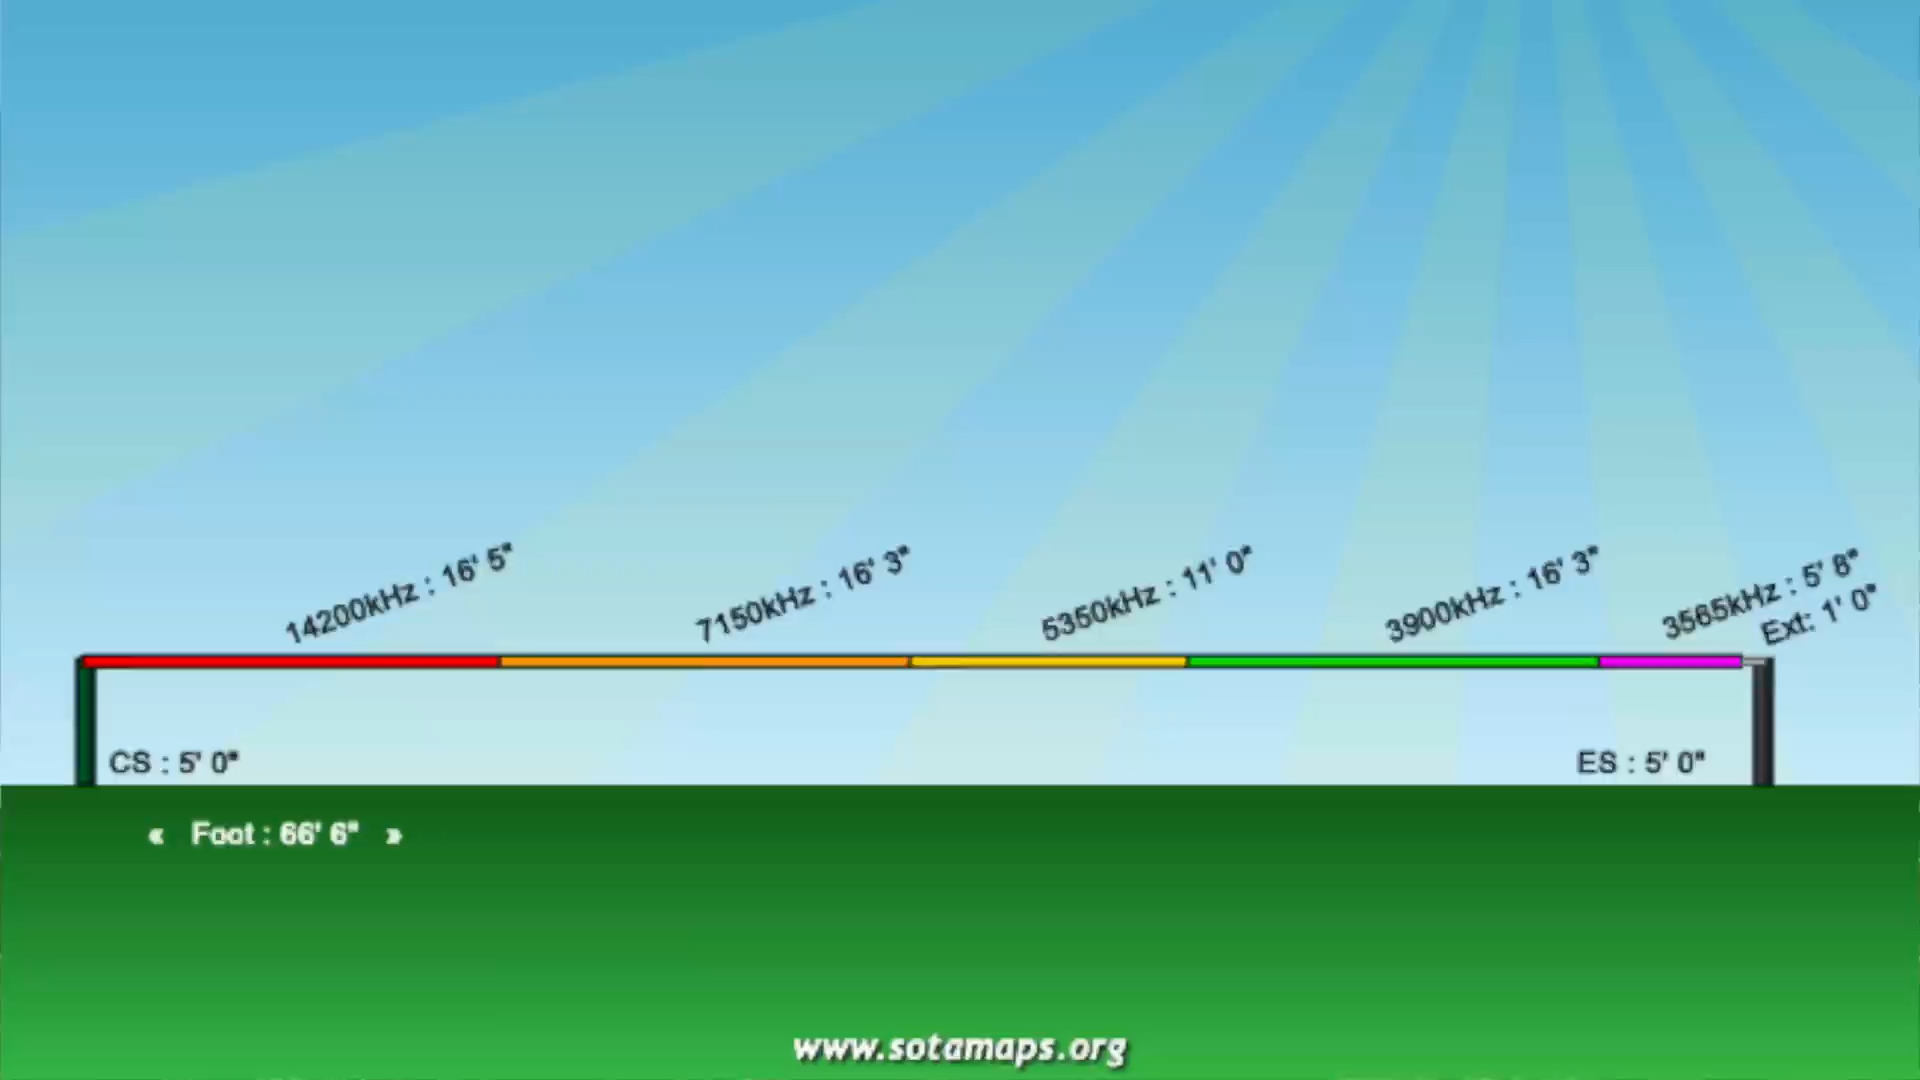 14200kHz : 16' 5"
7150kHz : 16' 3"
5350kHz : 11' 0"
3900kHz : 16' 3"
3565kHz : 5' 8"
Ext: 1' 0"
CS : 5' 0"
ES : 5' 0"
« Foot : 66' 6" »
www.sotamaps.org